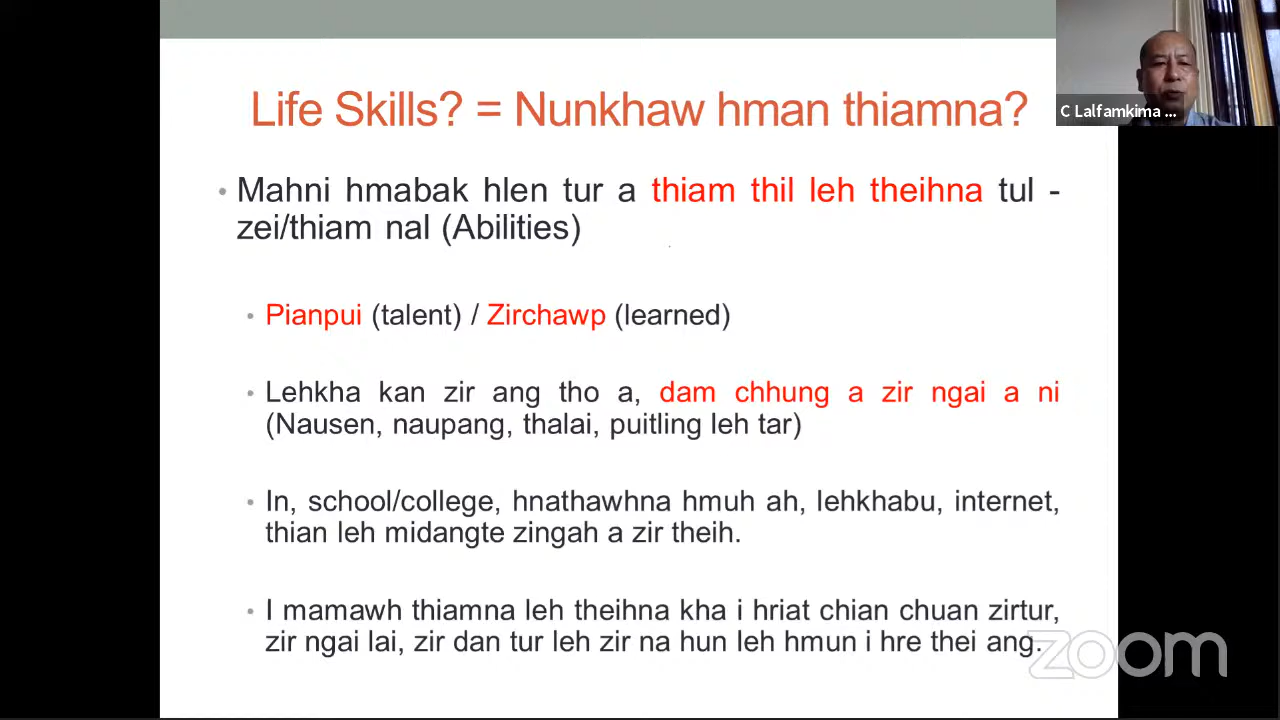 Life Skills? = Nunkhaw hman thiamna?
C Lalfamkima ...
• Mahni hmabak hlen tur a thiam thil leh theihna tul -
zei/thiam nal (Abilities)
• Pianpui (talent) / Zirchawp (learned)
• Lehkha kan zir ang tho a, dam chhung a zir ngai a ni
(Nausen, naupang, thalai, puitling leh tar)
• In, school/college, hnathawhna hmuh ah, lehkhabu, internet,
thian leh midangte zingah a zir theih.
• I mamawh thiamna leh theihna kha i hriat chian chuan zirtur,
zir ngai lai, zir dan tur leh zir na hun leh hmun i hre thei ang.
zoom